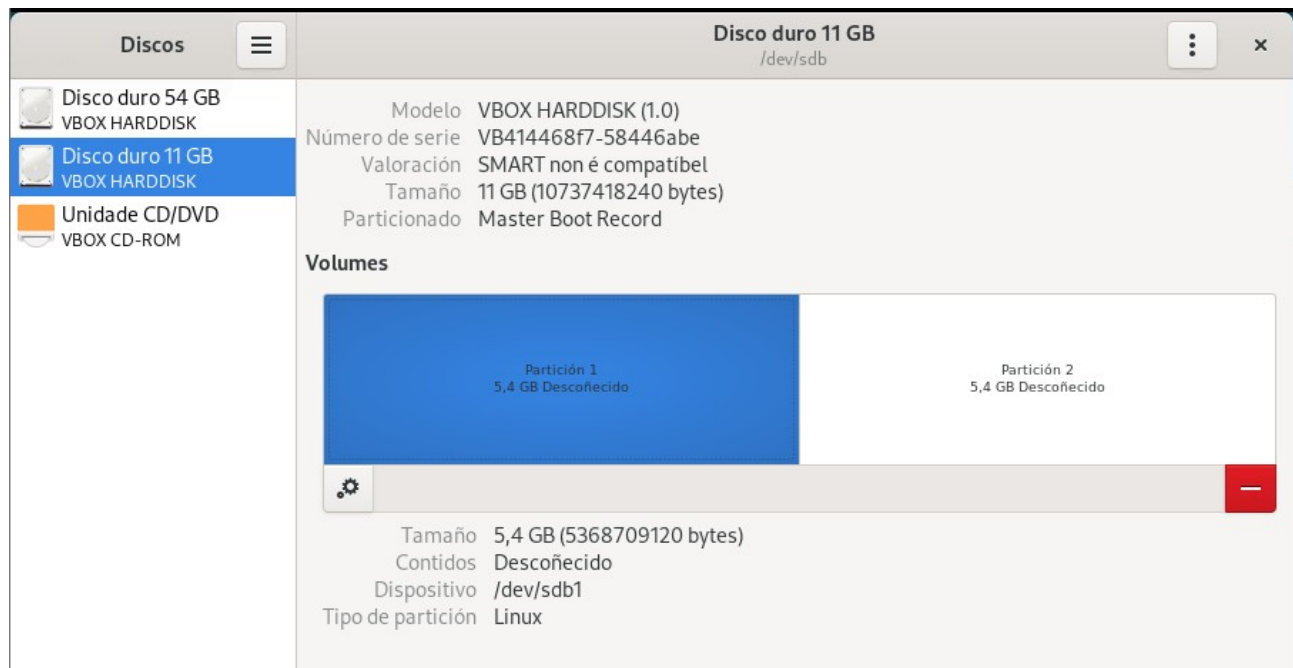 Discos
Disco duro 11 GB
/dev/sdb
Disco duro 54 GB
VBOX HARDDISK
Disco duro 11 GB
VBOX HARDDISK
Unidade CD/DVD
VBOX CD-ROM
Modelo VBOX HARDDISK (1.0)
Número de serie VB414468f7-58446abe
Valoración SMART non é compatíbel
Tamaño 11 GB (10737418240 bytes)
Particionado Master Boot Record
Volumes
Partición 1
5,4 GB Descoñecido
Partición 2
5,4 GB Descoñecido
Tamaño 5,4 GB (5368709120 bytes)
Contidos Descoñecido
Dispositivo /dev/sdb1
Tipo de partición Linux